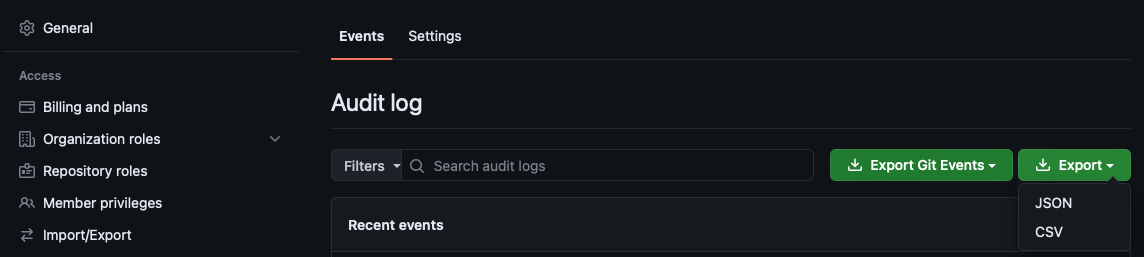 General
Access
Billing and plans
Organization roles
Repository roles
Member privileges
Import/Export
Events Settings
Audit log
Filters Search audit logs Export Git Events Export
JSON
CSV
Recent events